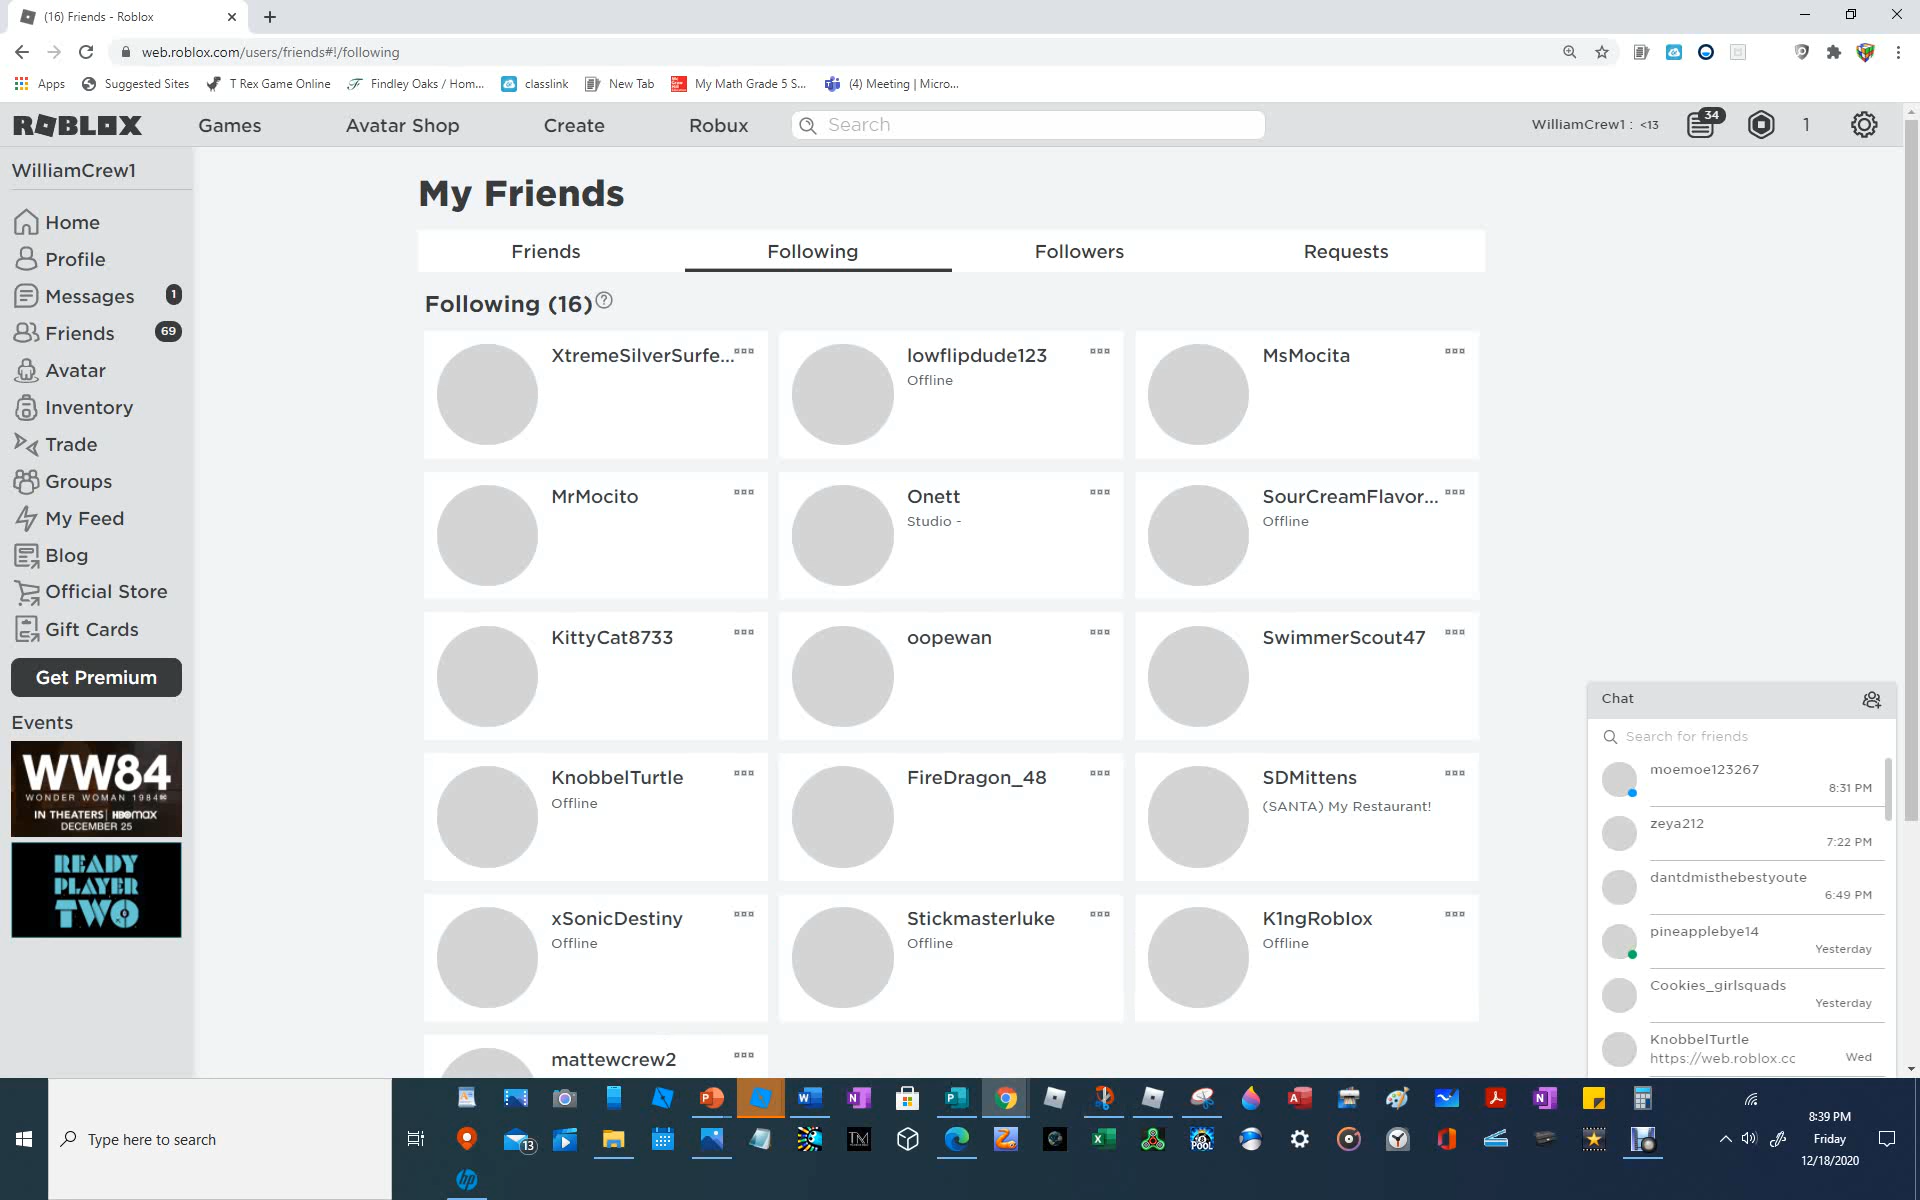 (16) Friends - Roblox
web.roblox.com/users/friends#!/following
Apps
Suggested Sites
T Rex Game Online
Findley Oaks / Hom...
classlink
New Tab
My Math Grade 5 S...
(4) Meeting | Micro...
ROBLOX
Games
Avatar Shop
Create
Robux
Search
WilliamCrew1 : <13
34
1
WilliamCrew1
Home
Profile
Messages
1
Friends
69
Avatar
Inventory
Trade
Groups
My Feed
Blog
Official Store
Gift Cards
Get Premium
Events
WW84
WONDER WOMAN 1984
IN THEATERS | HBOmax
DECEMBER 25
READY
PLAYER
TWO
My Friends
Friends
Following
Followers
Requests
Following (16)
XtremeSilverSurfe...
lowflipdude123
Offline
MsMocita
MrMocito
Onett
Studio -
SourCreamFlavor...
Offline
KittyCat8733
oopewan
SwimmerScout47
KnobbelTurtle
Offline
FireDragon_48
SDMittens
(SANTA) My Restaurant!
xSonicDestiny
Offline
Stickmasterluke
Offline
K1ngRoblox
Offline
mattewcrew2
Chat
Search for friends
moemoe123267
8:31 PM
zeya212
7:22 PM
dantdmisthebestyoute
6:49 PM
pineapplebye14
Yesterday
Cookies_girlsquads
Yesterday
KnobbelTurtle
https://web.roblox.cc
Wed
Type here to search
13
POOL
8:39 PM
Friday
12/18/2020